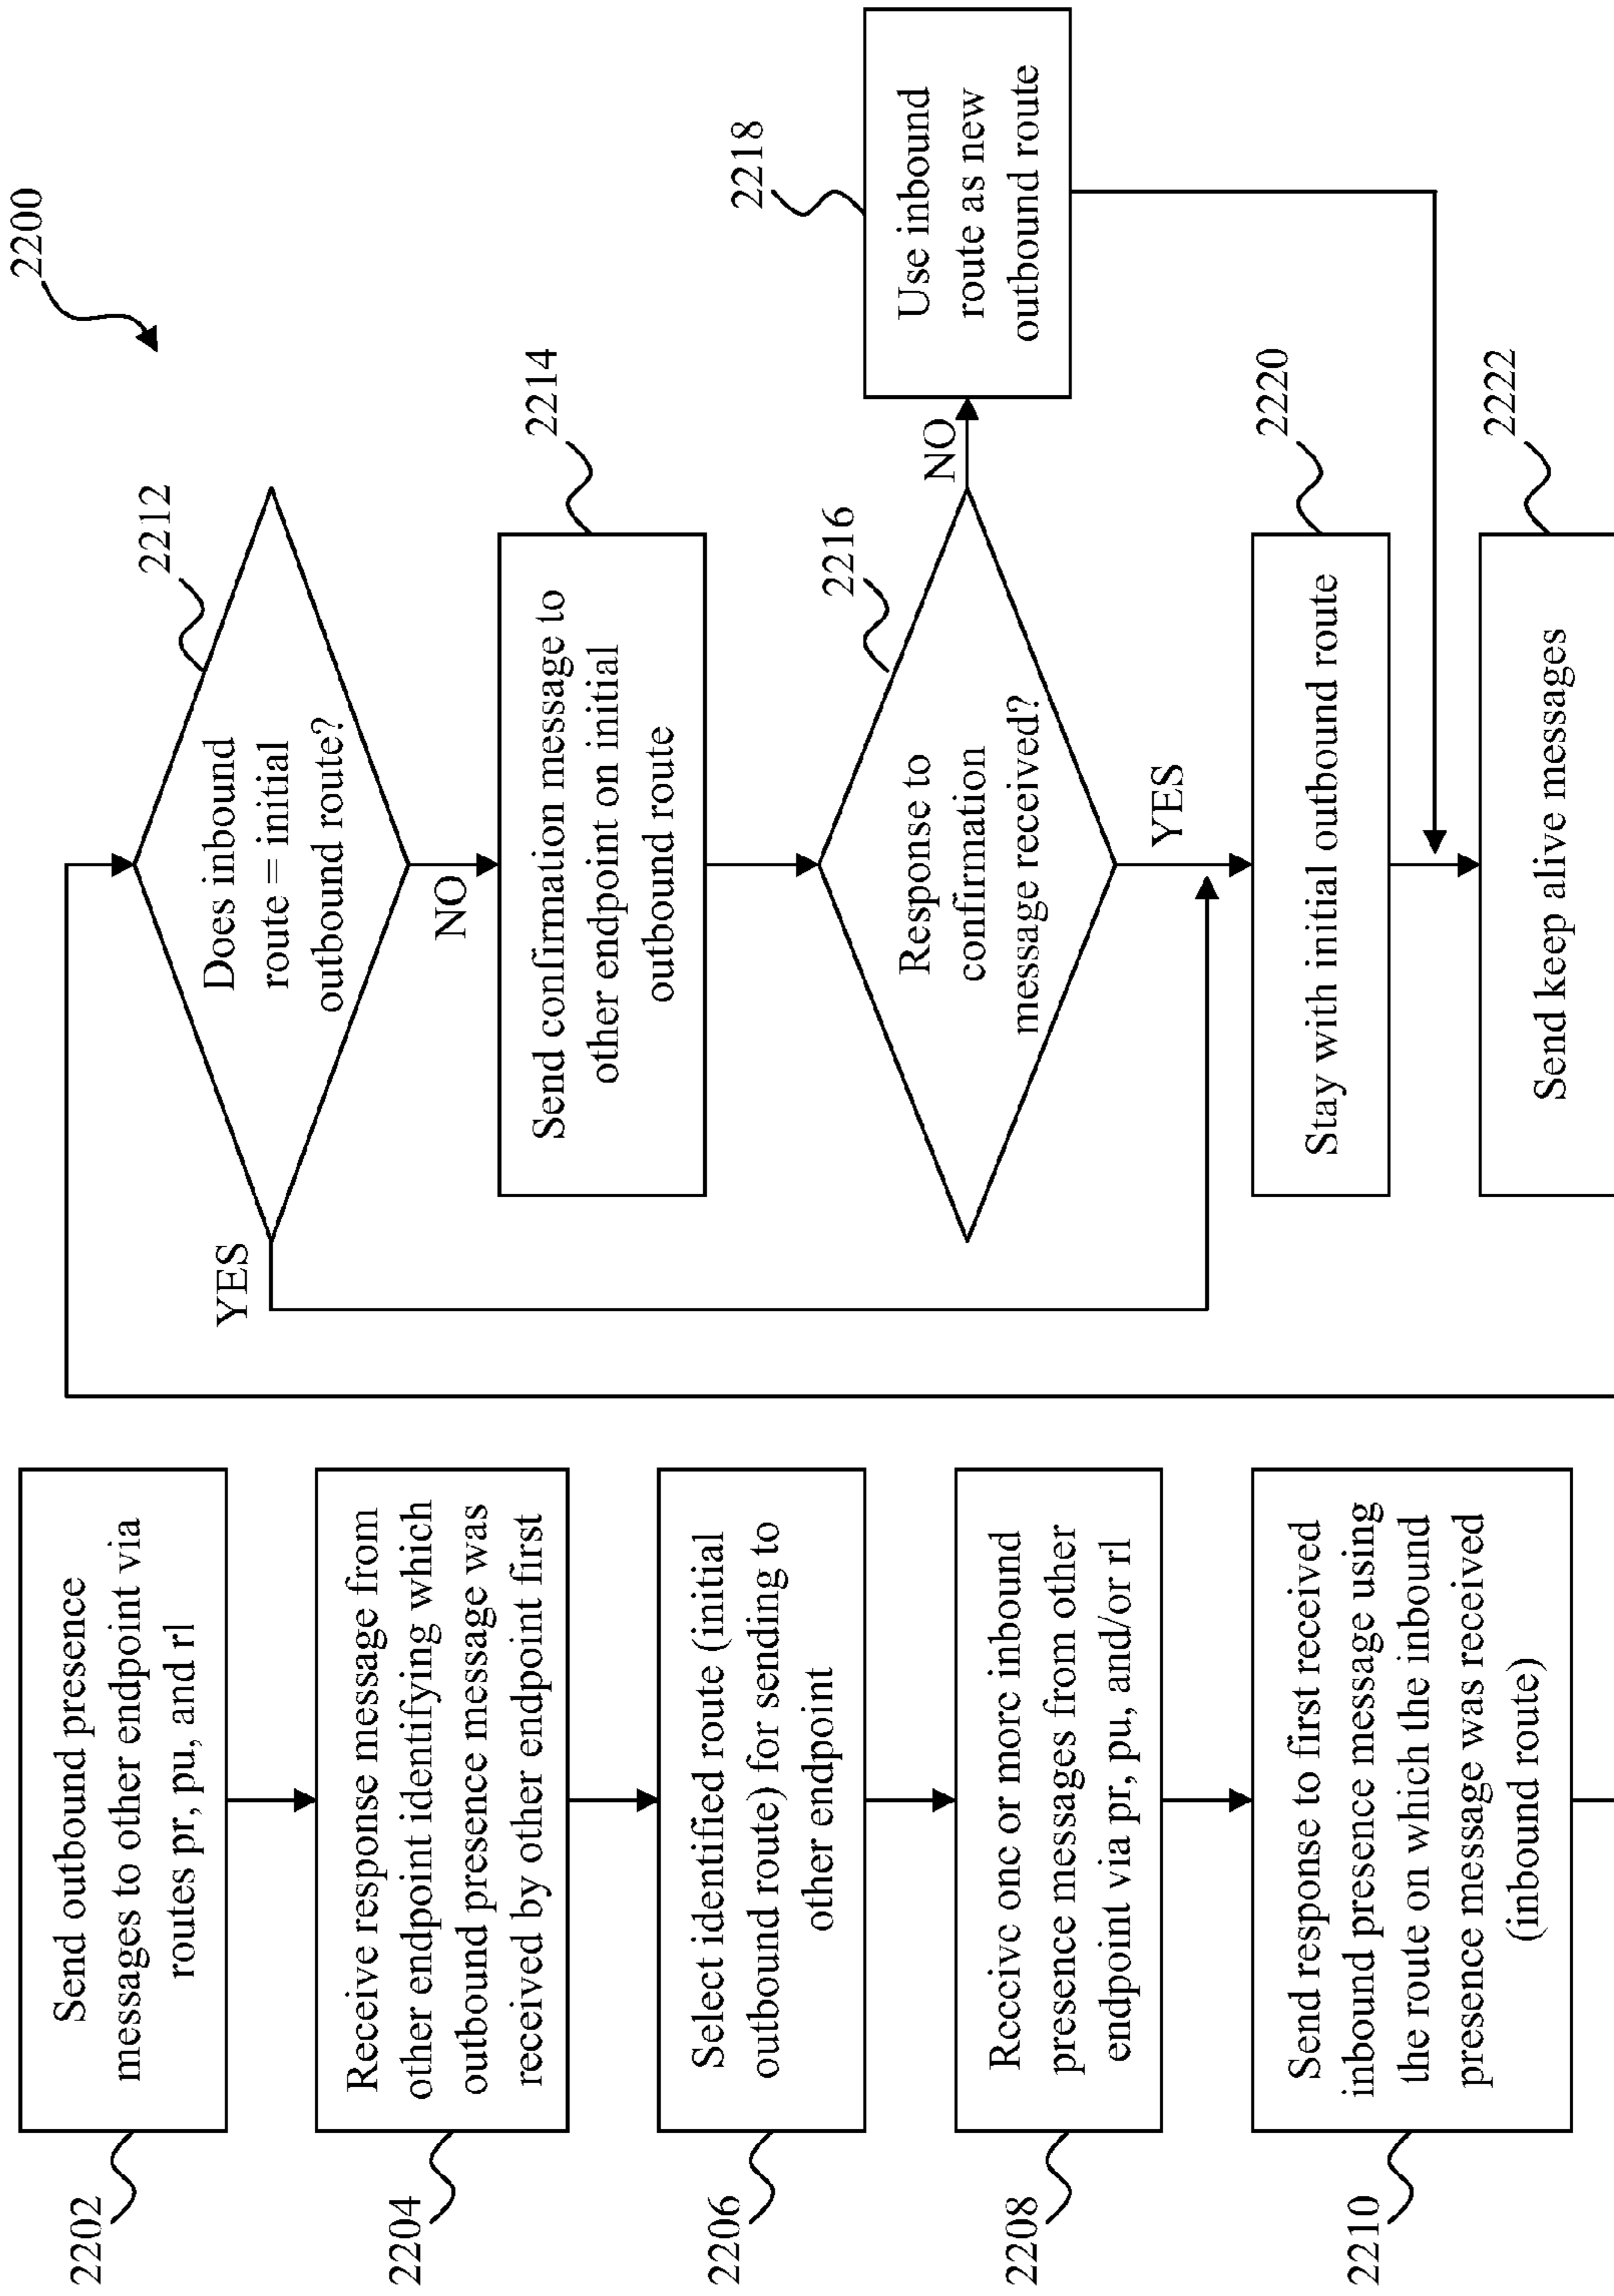 2200
2202
Send outbound presence
messages to other endpoint via
routes pr, pu, and rl
2204
Receive response message from
other endpoint identifying which
outbound presence message was
received by other endpoint first
2206
Select identified route (initial
outbound route) for sending to
other endpoint
2208
Receive one or more inbound
presence messages from other
endpoint via pr, pu, and/or rl
2210
Send response to first received
inbound presence message using
the route on which the inbound
presence message was received
(inbound route)
2212
Does inbound
route = initial
outbound route?
YES
NO
2214
Send confirmation message to
other endpoint on initial
outbound route
2216
Response to
confirmation
message received?
NO
YES
2218
Use inbound
route as new
outbound route
2220
Stay with initial outbound route
2222
Send keep alive messages